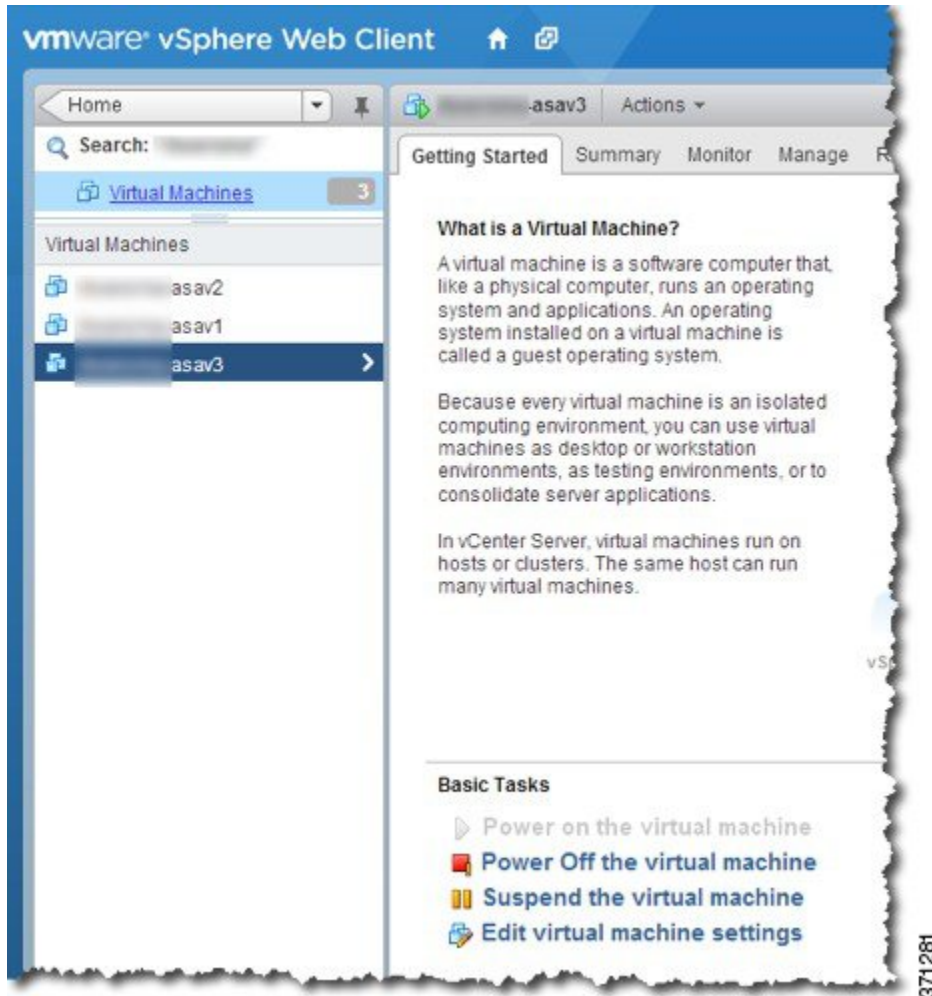 vmware® vSphere Web Client
Home
Search:
Virtual Machines 3
Virtual Machines
asav2
asav1
asav3
-asav3 Actions
Getting Started Summary Monitor Manage R
What is a Virtual Machine?
A virtual machine is a software computer that,
like a physical computer, runs an operating
system and applications. An operating
system installed on a virtual machine is
called a guest operating system.
Because every virtual machine is an isolated
computing environment, you can use virtual
machines as desktop or workstation
environments, as testing environments, or to
consolidate server applications.
In vCenter Server, virtual machines run on
hosts or clusters. The same host can run
many virtual machines.
Basic Tasks
Power on the virtual machine
Power Off the virtual machine
Suspend the virtual machine
Edit virtual machine settings
371281